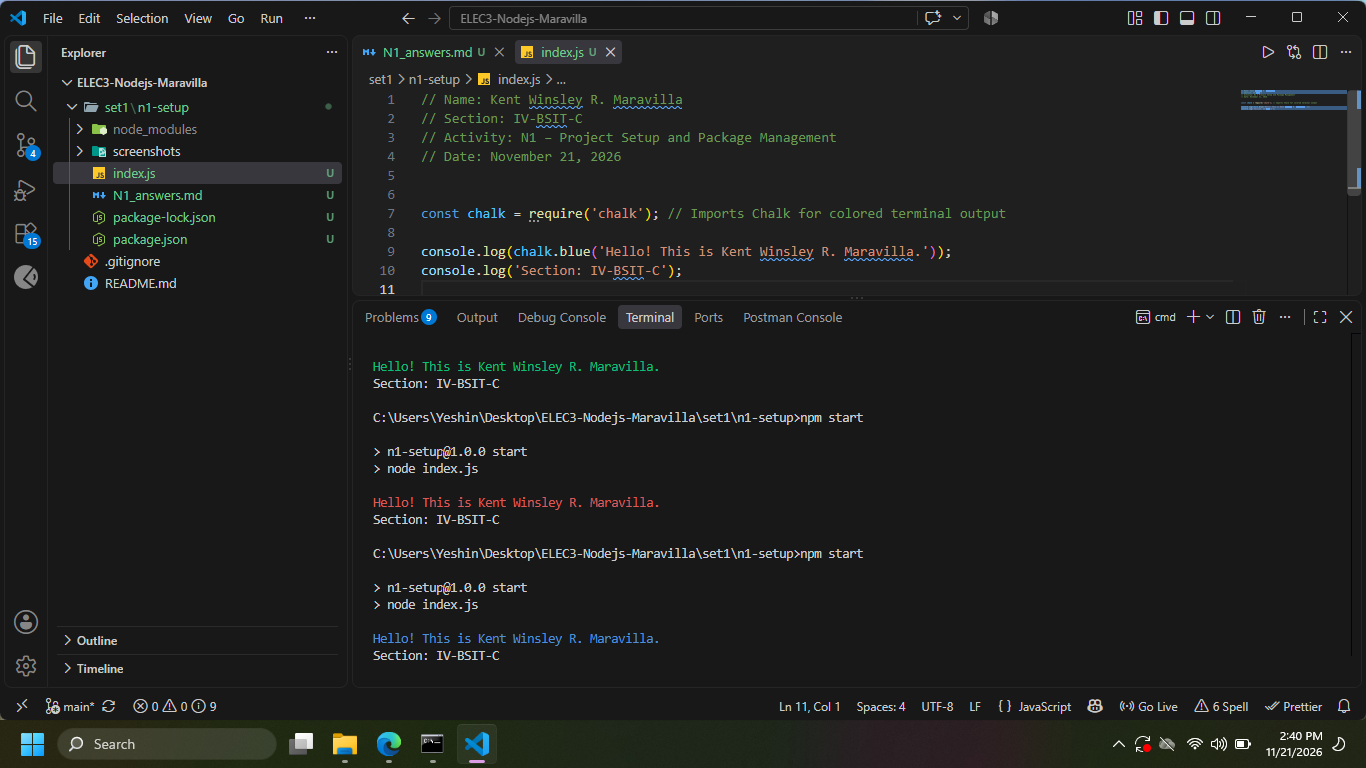 File Edit Selection View Go Run ···
ELEC3-Nodejs-Maravilla
Explorer ···
ELEC3-Nodejs-Maravilla
set1\n1-setup
node_modules
screenshots
index.js U
N1_answers.md U
package-lock.json U
package.json U
.gitignore
README.md
4
15
Outline
Timeline
N1_answers.md U
JS index.js U
set1 > n1-setup > JS index.js > ...
1 // Name: Kent Winsley R. Maravilla
2 // Section: IV-BSIT-C
3 // Activity: N1 – Project Setup and Package Management
4 // Date: November 21, 2026
5
6
7 const chalk = require('chalk'); // Imports Chalk for colored terminal output
8
9 console.log(chalk.blue('Hello! This is Kent Winsley R. Maravilla.'));
10 console.log('Section: IV-BSIT-C');
11
Problems 9 Output Debug Console Terminal Ports Postman Console
cmd
Hello! This is Kent Winsley R. Maravilla.
Section: IV-BSIT-C
C:\Users\Yeshin\Desktop\ELEC3-Nodejs-Maravilla\set1\n1-setup>npm start
> n1-setup@1.0.0 start
> node index.js
Hello! This is Kent Winsley R. Maravilla.
Section: IV-BSIT-C
C:\Users\Yeshin\Desktop\ELEC3-Nodejs-Maravilla\set1\n1-setup>npm start
> n1-setup@1.0.0 start
> node index.js
Hello! This is Kent Winsley R. Maravilla.
Section: IV-BSIT-C
main* 0 0 9
Ln 11, Col 1 Spaces: 4 UTF-8 LF { } JavaScript Go Live 6 Spell Prettier
Search
2:40 PM
11/21/2026